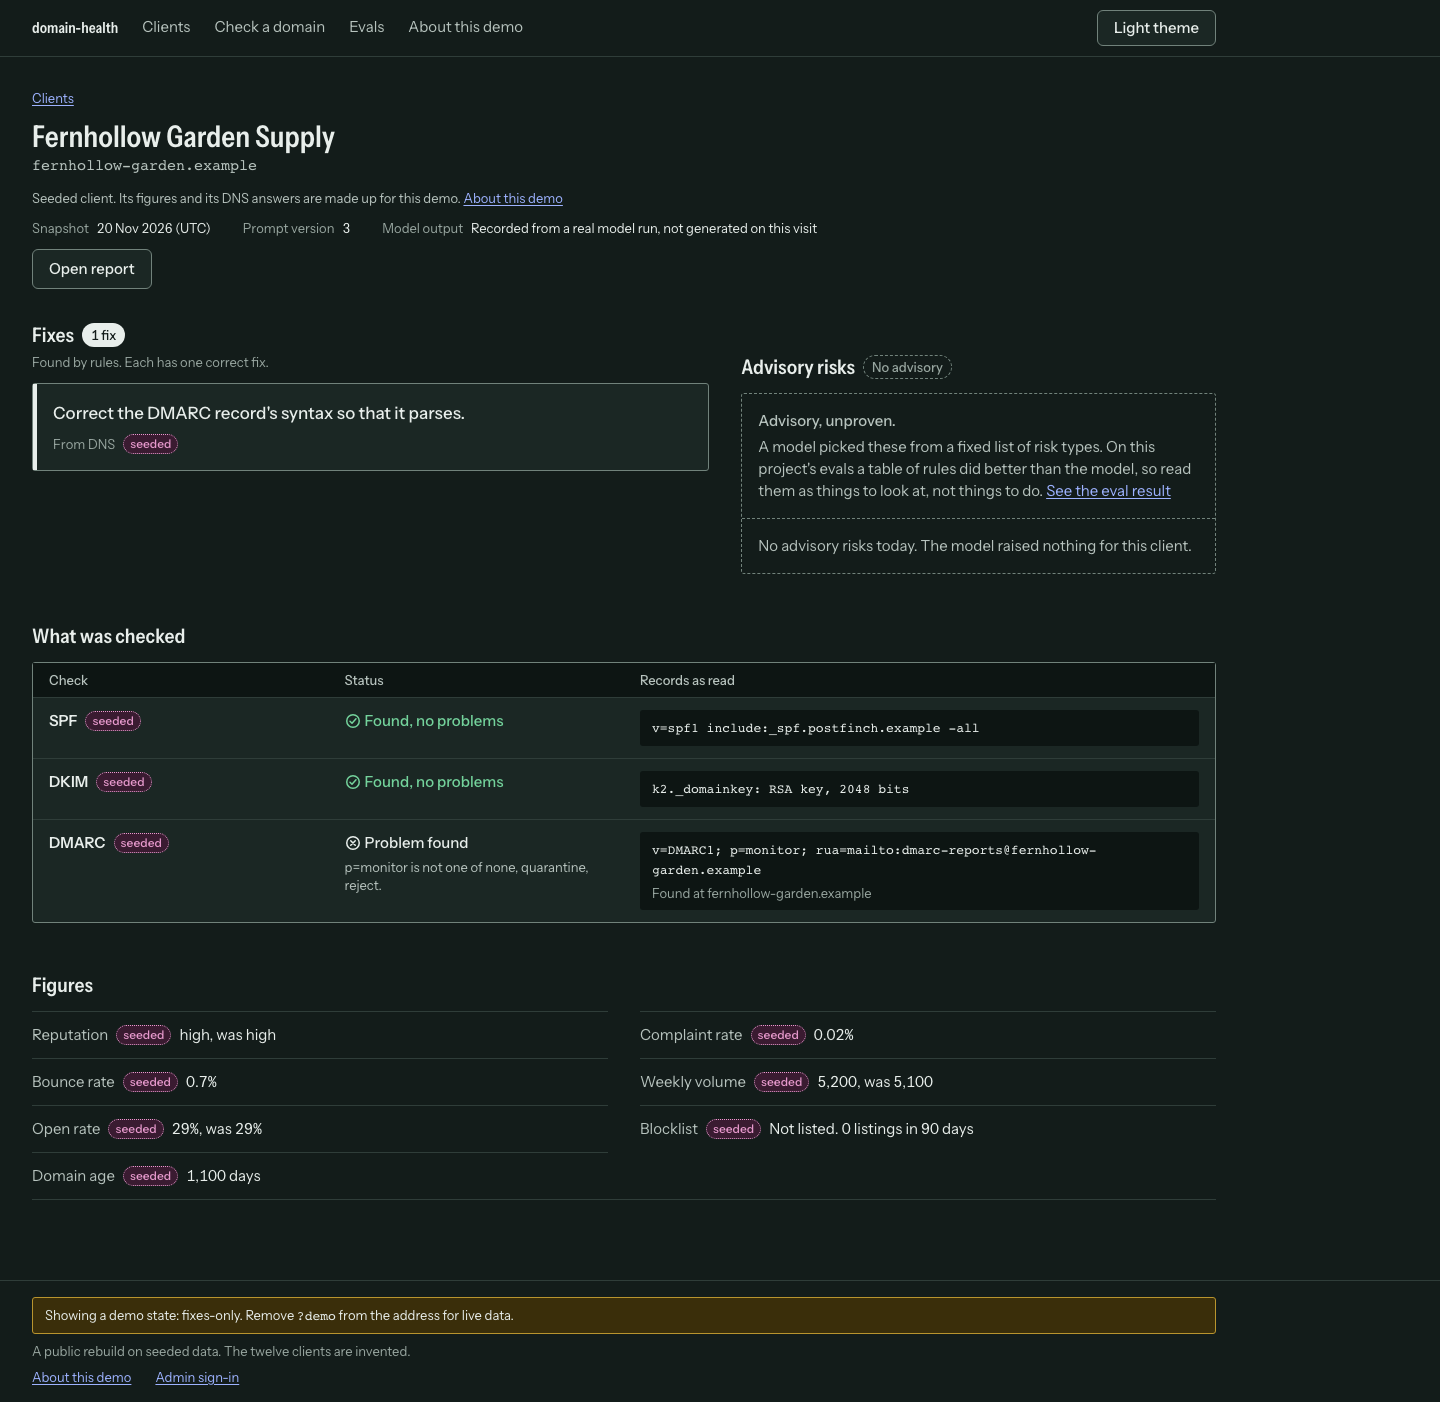 domain-health Clients Check a domain Evals About this demo Light theme
Clients
Fernhollow Garden Supply
fernhollow-garden.example
Seeded client. Its figures and its DNS answers are made up for this demo. About this demo
Snapshot 20 Nov 2026 (UTC) Prompt version 3 Model output Recorded from a real model run, not generated on this visit
Open report
Fixes 1 fix
Found by rules. Each has one correct fix.
Correct the DMARC record's syntax so that it parses.
From DNS seeded
Advisory risks No advisory
Advisory, unproven.
A model picked these from a fixed list of risk types. On this
project's evals a table of rules did better than the model, so read
them as things to look at, not things to do. See the eval result
No advisory risks today. The model raised nothing for this client.
What was checked
Check Status Records as read
SPF seeded Found, no problems v=spf1 include:_spf.postfinch.example -all
DKIM seeded Found, no problems k2._domainkey: RSA key, 2048 bits
DMARC seeded Problem found
p=monitor is not one of none, quarantine,
reject.
v=DMARC1; p=monitor; rua=mailto:dmarc-reports@fernhollow-
garden.example
Found at fernhollow-garden.example
Figures
Reputation seeded high, was high
Complaint rate seeded 0.02%
Bounce rate seeded 0.7%
Weekly volume seeded 5,200, was 5,100
Open rate seeded 29%, was 29%
Blocklist seeded Not listed. 0 listings in 90 days
Domain age seeded 1,100 days
Showing a demo state: fixes-only. Remove ?demo from the address for live data.
A public rebuild on seeded data. The twelve clients are invented.
About this demo Admin sign-in